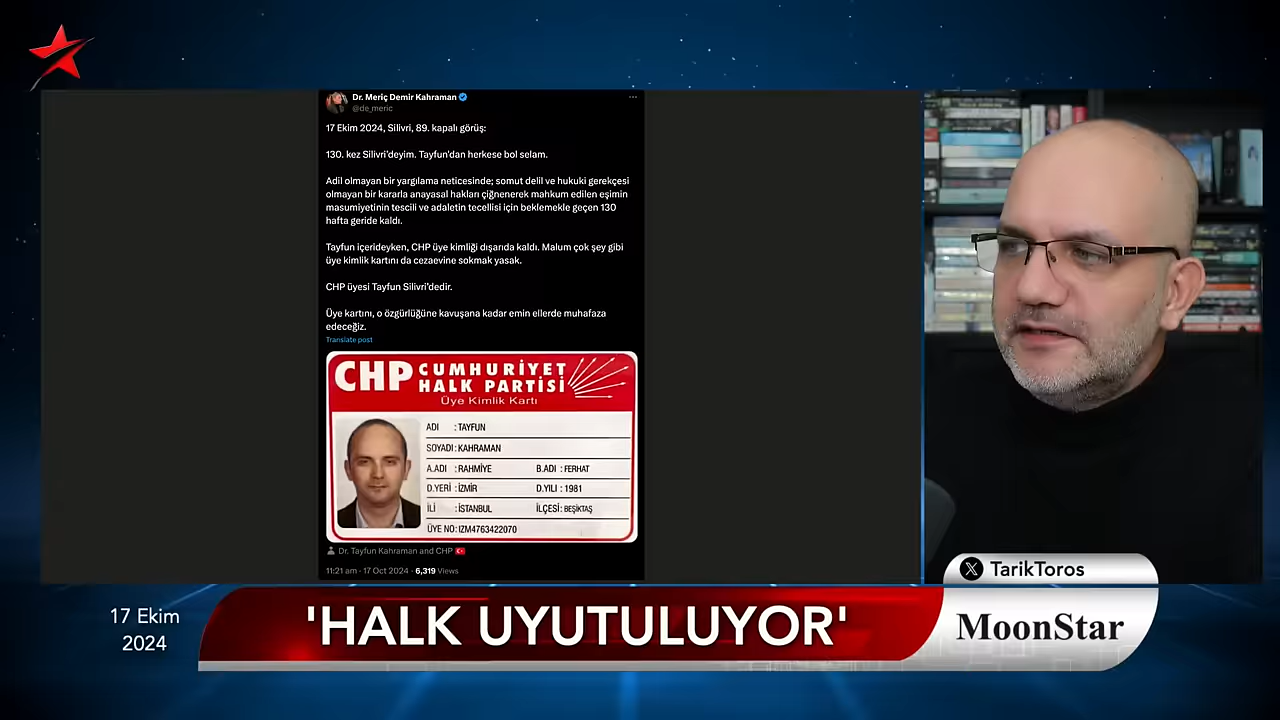 Dr. Meriç Demir Kahraman
@de_meric
17 Ekim 2024, Silivri, 89. kapalı görüş:
130. kez Silivri'deyim. Tayfun'dan herkese bol selam.
Adil olmayan bir yargılama neticesinde; somut delil ve hukuki gerekçesi
olmayan bir kararla anayasal hakları çiğnenerek mahkum edilen eşimin
masumiyetinin tescili ve adaletin tecellisi için beklemekle geçen 130
hafta geride kaldı.
Tayfun içerideyken, CHP üye kimliği dışarıda kaldı. Malum çok şey gibi
üye kimlik kartını da cezaevine sokmak yasak.
CHP üyesi Tayfun Silivri'dedir.
Üye kartını, o özgürlüğüne kavuşana kadar emin ellerde muhafaza
edeceğiz.
Translate post
CHP CUMHURİYET
HALK PARTİSİ
Üye Kimlik Kartı
ADI : TAYFUN
SOYADI : KAHRAMAN
A.ADI : RAHMİYE B.ADI : FERHAT
D.YERİ : İZMİR D.YILI : 1981
İLİ : İSTANBUL İLÇESİ : BEŞİKTAŞ
ÜYE NO: IZM4763422070
Dr. Tayfun Kahraman and CHP
11:21 am · 17 Oct 2024 · 6,319 Views
X TarikToros
17 Ekim
2024
'HALK UYUTULUYOR'
MoonStar